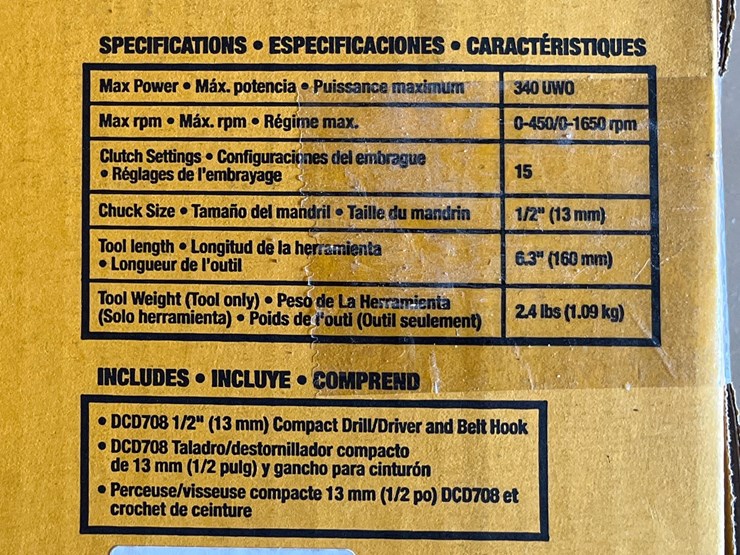 SPECIFICATIONS • ESPECIFICACIONES • CARACTÉRISTIQUES
Max Power • Máx. potencia • Puissance maximum 340 UWO
Max rpm • Máx. rpm • Régime max. 0-450/0-1650 rpm
Clutch Settings • Configuraciones del embrague
• Réglages de l'embrayage 15
Chuck Size • Tamaño del mandril • Taille du mandrin 1/2" (13 mm)
Tool length • Longitud de la herramienta
• Longueur de l'outil 6.3" (160 mm)
Tool Weight (Tool only) • Peso de La Herramienta
(Solo herramienta) • Poids de l'outi (Outil seulement) 2.4 lbs (1.09 kg)
INCLUDES • INCLUYE • COMPREND
• DCD708 1/2" (13 mm) Compact Drill/Driver and Belt Hook
• DCD708 Taladro/destornillador compacto
de 13 mm (1/2 pulg) y gancho para cinturón
• Perceuse/visseuse compacte 13 mm (1/2 po) DCD708 et
crochet de ceinture